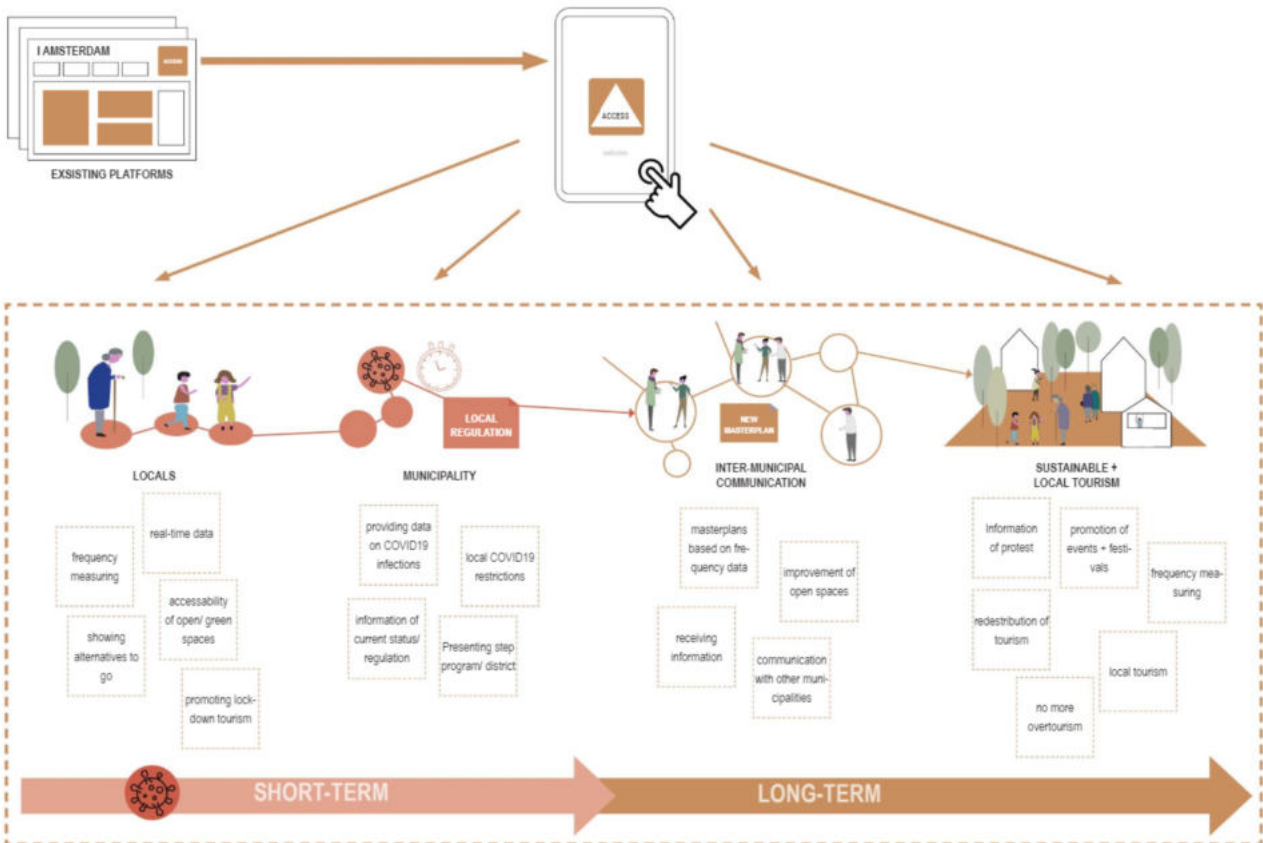 I AMSTERDAM
ACCESS
EXSISTING PLATFORMS
ACCESS
LOCAL
REGULATION
NEW
MASTERPLAN
LOCALS
MUNICIPALITY
INTER-MUNICIPAL
COMMUNICATION
SUSTAINABLE +
LOCAL TOURISM
real-time data
frequency
measuring
accessability
of open/ green
spaces
showing
alternatives to
go
promoting lock-
down tourism
providing data
on COVID19
infections
local COVID19
restrictions
information of
current status/
regulation
Presenting step
program/ district
masterplans
based on fre-
quency data
improvement of
open spaces
receiving
information
communication
with other muni-
cipalities
Information
of protest
promotion of
events + festi-
vals
frequency mea-
suring
redestribution of
tourism
local tourism
no more
overtourism
SHORT-TERM
LONG-TERM